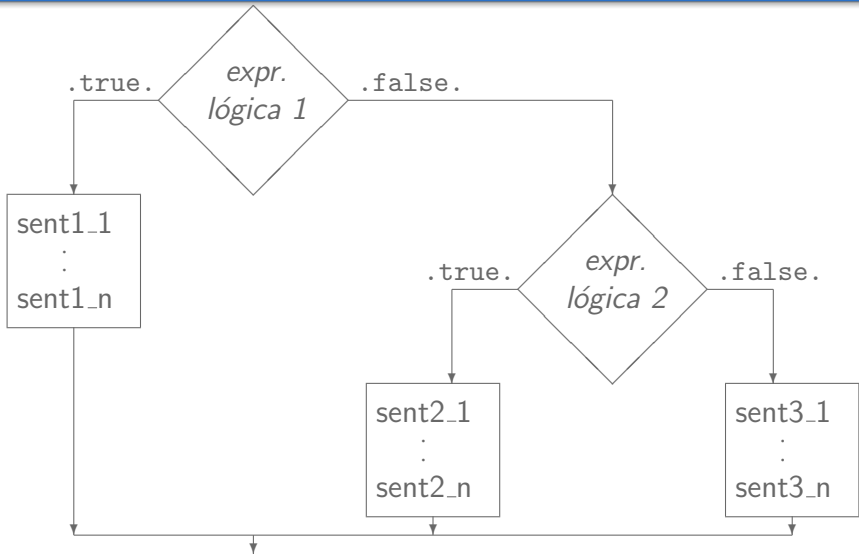 expr.
lógica 1
.true.
.false.
sent1_1
.
.
sent1_n
expr.
lógica 2
.true.
.false.
sent2_1
.
.
sent2_n
sent3_1
.
.
sent3_n